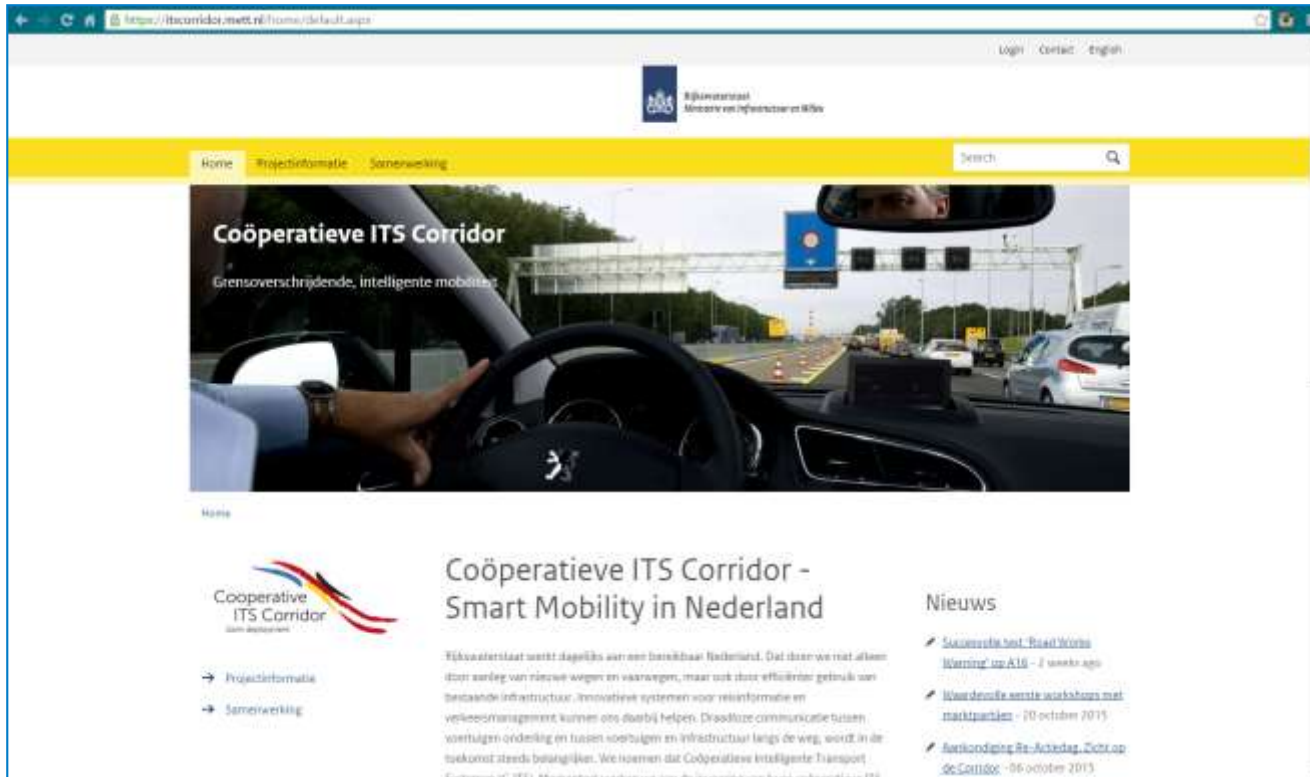 https://itscorridor.mett.nl/home/default.aspx
Login Contact English
Rijkswaterstaat
Ministerie van Infrastructuur en Milieu
Home Projectinformatie Samenwerking
Search
Coöperatieve ITS Corridor
Grensoverschrijdende, intelligente mobiliteit
Home
Cooperative
ITS Corridor
Joint deployment
Projectinformatie
Samenwerking
Coöperatieve ITS Corridor -
Smart Mobility in Nederland
Rijkswaterstaat werkt dagelijks aan een bereikbaar Nederland. Dat doen we niet alleen
door aanleg van nieuwe wegen en vaarwegen, maar ook door efficiënter gebruik van
bestaande infrastructuur. Innovatieve systemen voor reisinformatie en
verkeersmanagement kunnen ons daarbij helpen. Draadloze communicatie tussen
voertuigen onderling en tussen voertuigen en infrastructuur langs de weg, wordt in de
toekomst steeds belangrijker. We noemen dat Coöperatieve Intelligente Transport
Nieuws
Succesvolle test 'Road Works
Warning' op A16 - 2 weeks ago
Waardevolle eerste workshops met
marktpartijen - 20 october 2015
Aankondiging Re-Actiedag, Zicht op
de Corridor - 06 october 2015